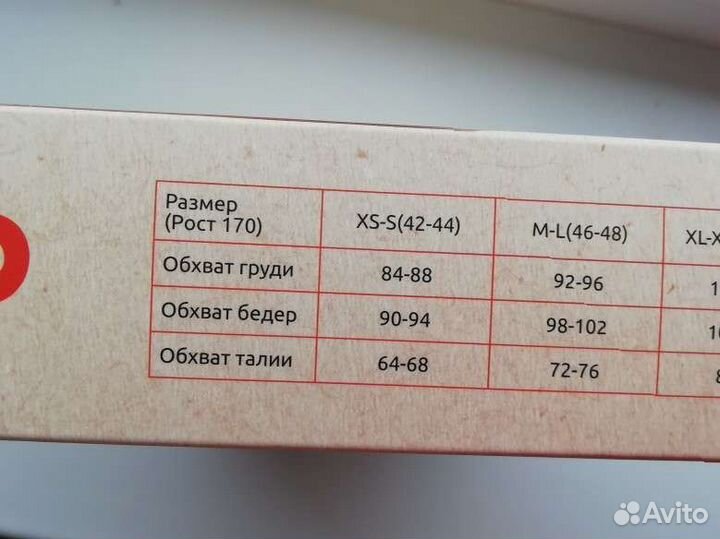 Размер
(Рост 170) XS-S(42-44) M-L(46-48)
Обхват груди 84-88 92-96
Обхват бедер 90-94 98-102
Обхват талии 64-68 72-76
Avito